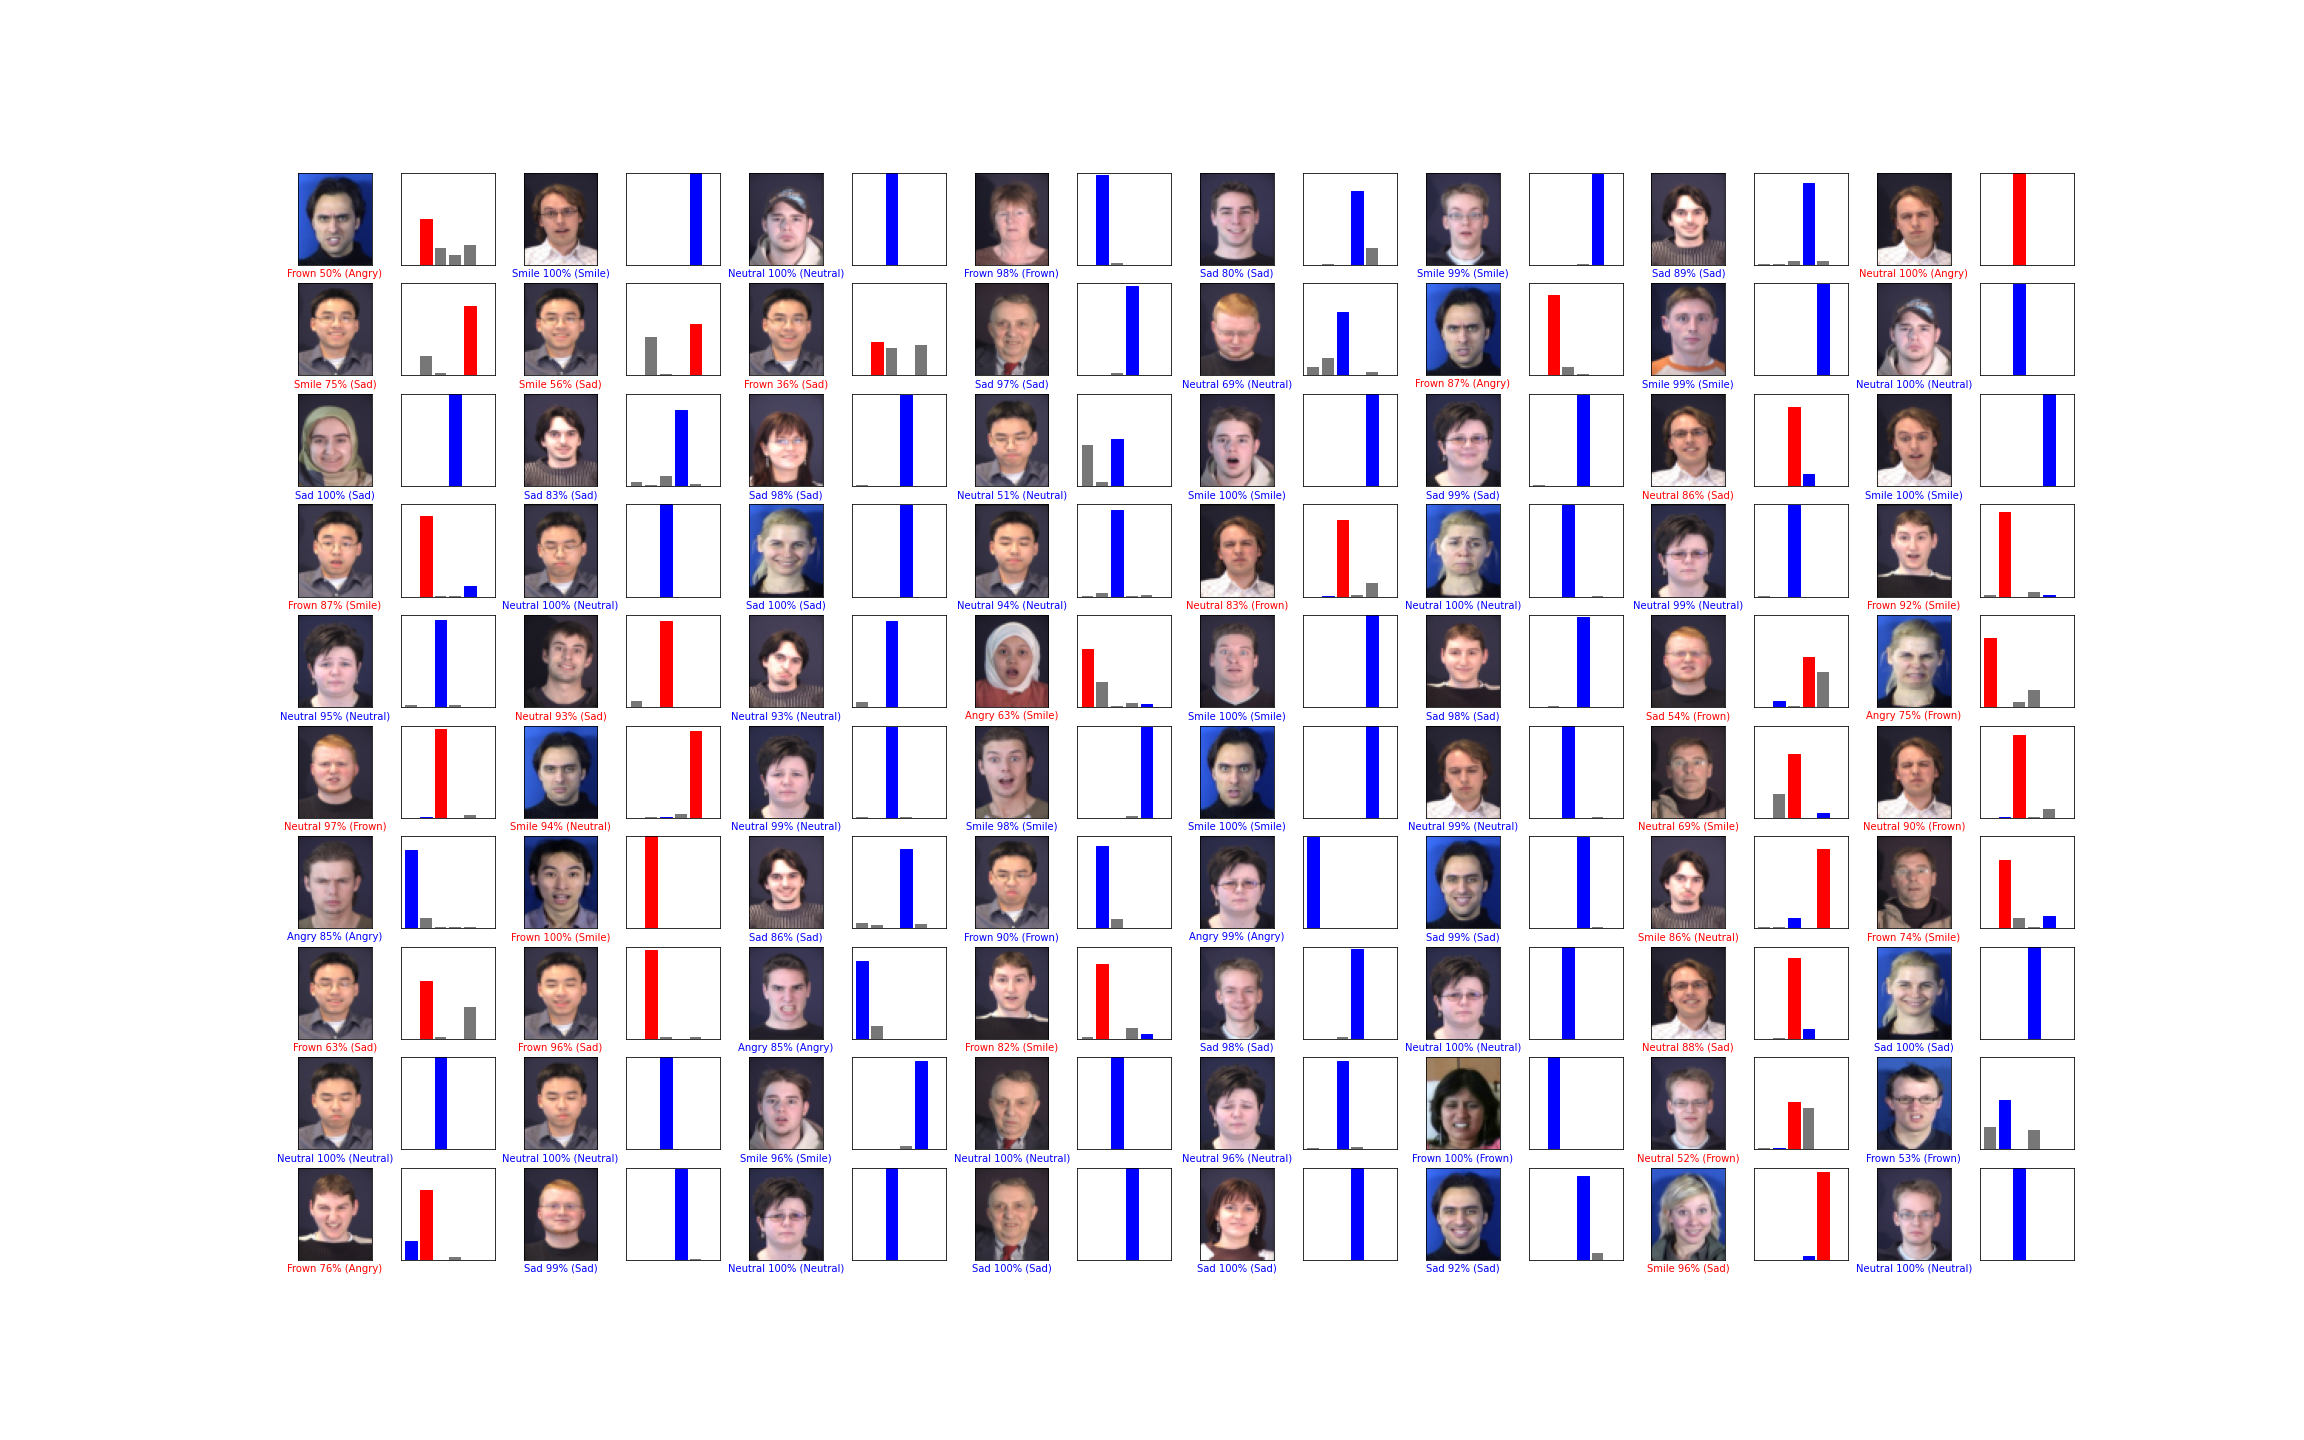 Frown 50% (Angry) Smile 100% (Smile) Neutral 100% (Neutral) Frown 98% (Frown) Sad 80% (Sad) Smile 99% (Smile) Sad 89% (Sad) Neutral 100% (Angry)
Smile 75% (Sad) Smile 56% (Sad) Frown 36% (Sad) Sad 97% (Sad) Neutral 69% (Neutral) Frown 87% (Angry) Smile 99% (Smile) Neutral 100% (Neutral)
Sad 100% (Sad) Sad 83% (Sad) Sad 98% (Sad) Neutral 51% (Neutral) Smile 100% (Smile) Sad 99% (Sad) Neutral 86% (Sad) Smile 100% (Smile)
Frown 87% (Smile) Neutral 100% (Neutral) Sad 100% (Sad) Neutral 94% (Neutral) Neutral 83% (Frown) Neutral 100% (Neutral) Neutral 99% (Neutral) Frown 92% (Smile)
Neutral 95% (Neutral) Neutral 93% (Sad) Neutral 93% (Neutral) Angry 63% (Smile) Smile 100% (Smile) Sad 98% (Sad) Sad 54% (Frown) Angry 75% (Frown)
Neutral 97% (Frown) Smile 94% (Neutral) Neutral 99% (Neutral) Smile 98% (Smile) Smile 100% (Smile) Neutral 99% (Neutral) Neutral 69% (Smile) Neutral 90% (Frown)
Angry 85% (Angry) Frown 100% (Smile) Sad 86% (Sad) Frown 90% (Frown) Angry 99% (Angry) Sad 99% (Sad) Smile 86% (Neutral) Frown 74% (Smile)
Frown 63% (Sad) Frown 96% (Sad) Angry 85% (Angry) Frown 82% (Smile) Sad 98% (Sad) Neutral 100% (Neutral) Neutral 88% (Sad) Sad 100% (Sad)
Neutral 100% (Neutral) Neutral 100% (Neutral) Smile 96% (Smile) Neutral 100% (Neutral) Neutral 96% (Neutral) Frown 100% (Frown) Neutral 52% (Frown) Frown 53% (Frown)
Frown 76% (Angry) Sad 99% (Sad) Neutral 100% (Neutral) Sad 100% (Sad) Sad 100% (Sad) Sad 92% (Sad) Smile 96% (Sad) Neutral 100% (Neutral)